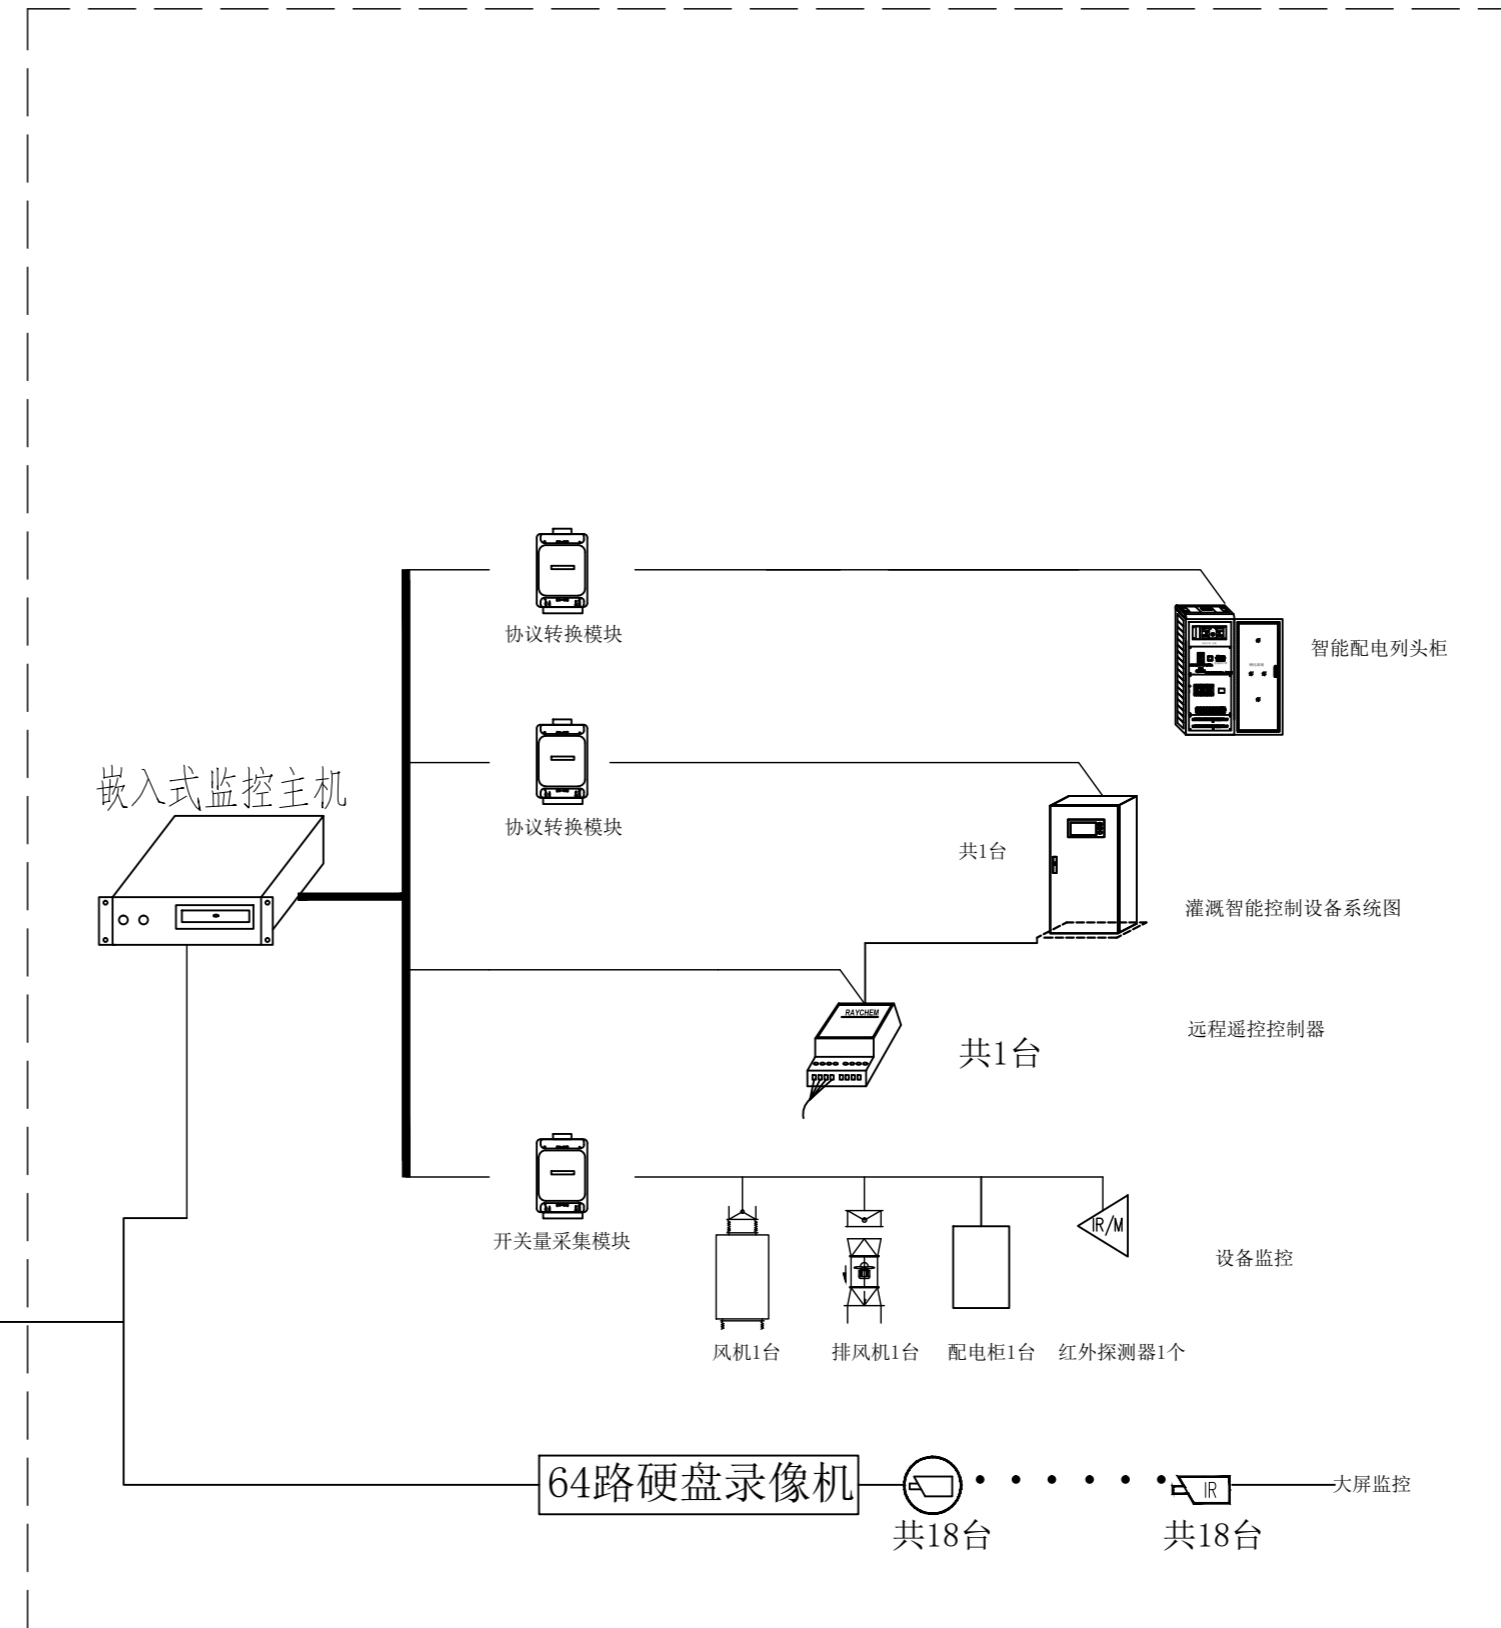 协议转换模块
智能配电列头柜
嵌入式监控主机
协议转换模块
共1台
灌溉智能控制设备系统图
RAYCHEM
远程遥控控制器
共1台
开关量采集模块
IR/M
设备监控
风机1台
排风机1台
配电柜1台
红外探测器1个
64路硬盘录像机
IR
大屏监控
共18台
共18台